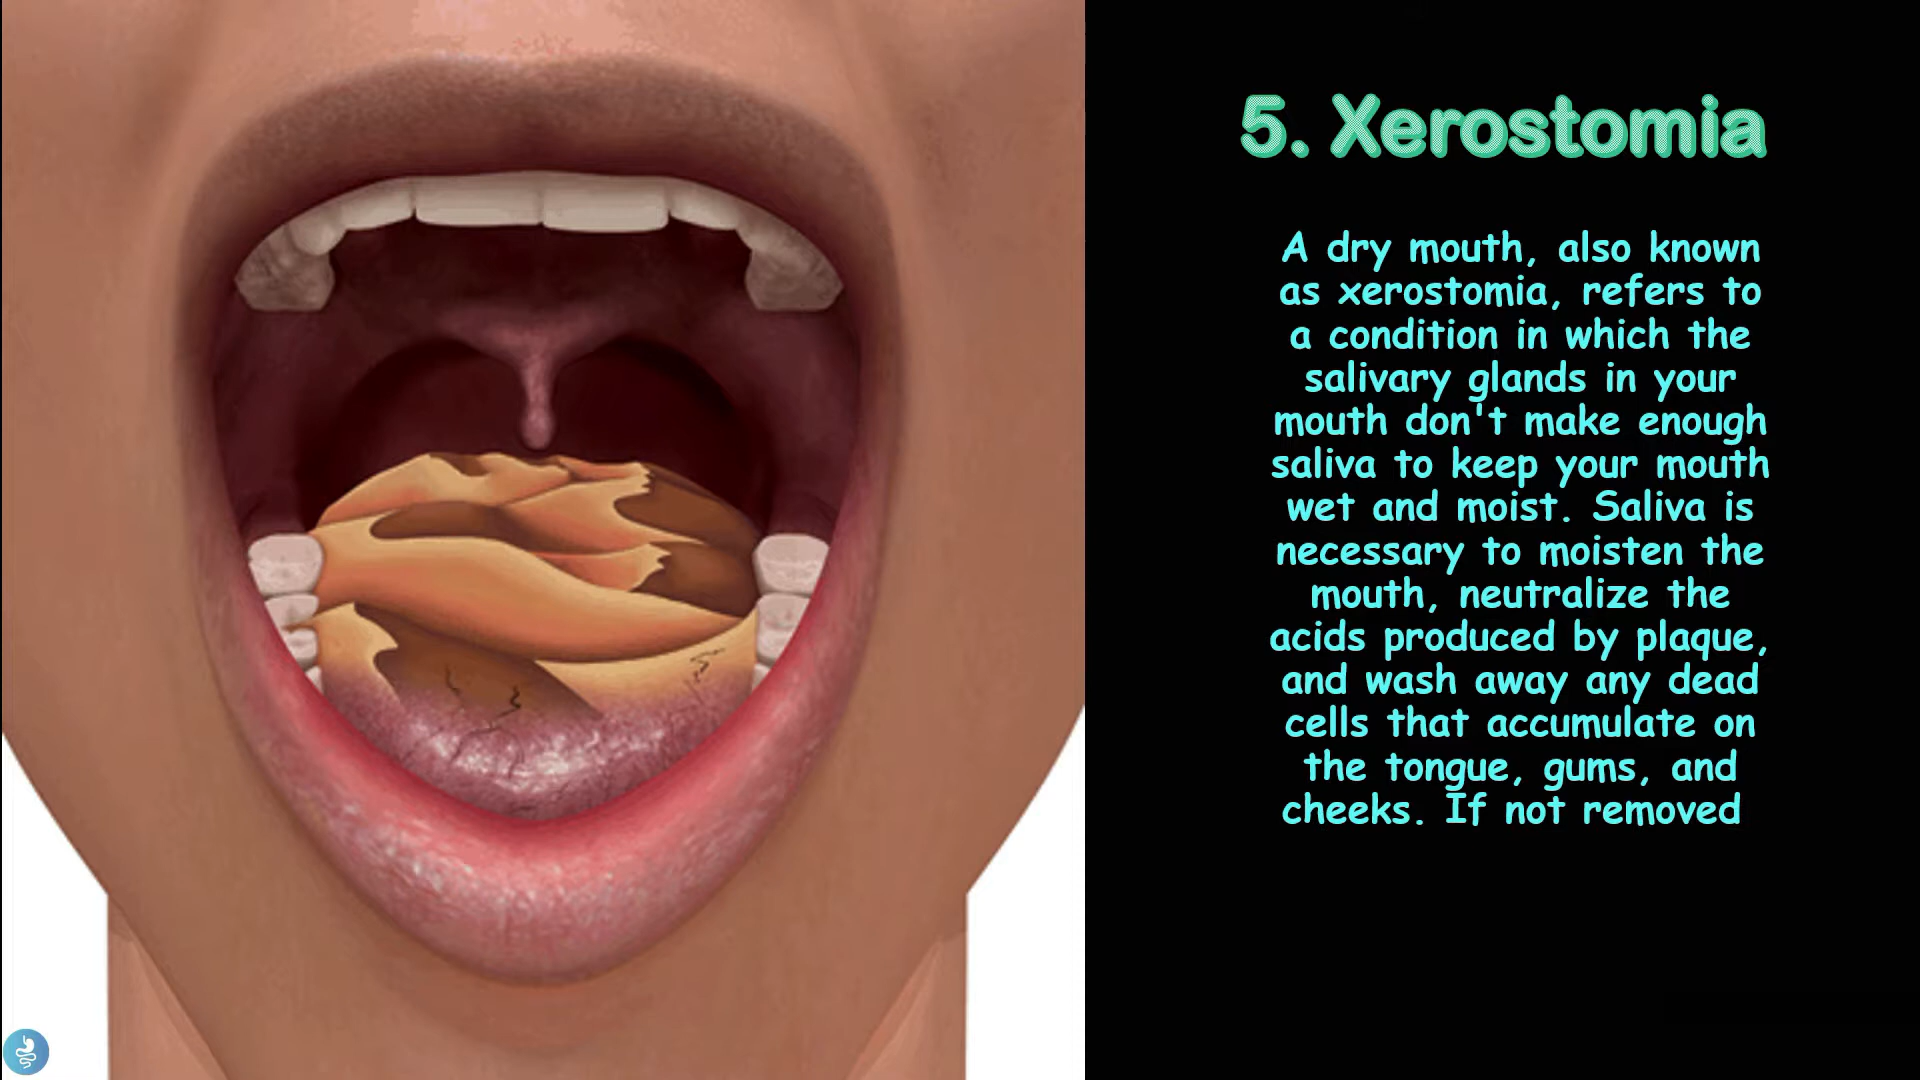 5. Xerostomia
A dry mouth, also known
as xerostomia, refers to
a condition in which the
salivary glands in your
mouth don't make enough
saliva to keep your mouth
wet and moist. Saliva is
necessary to moisten the
mouth, neutralize the
acids produced by plaque,
and wash away any dead
cells that accumulate on
the tongue, gums, and
cheeks. If not removed